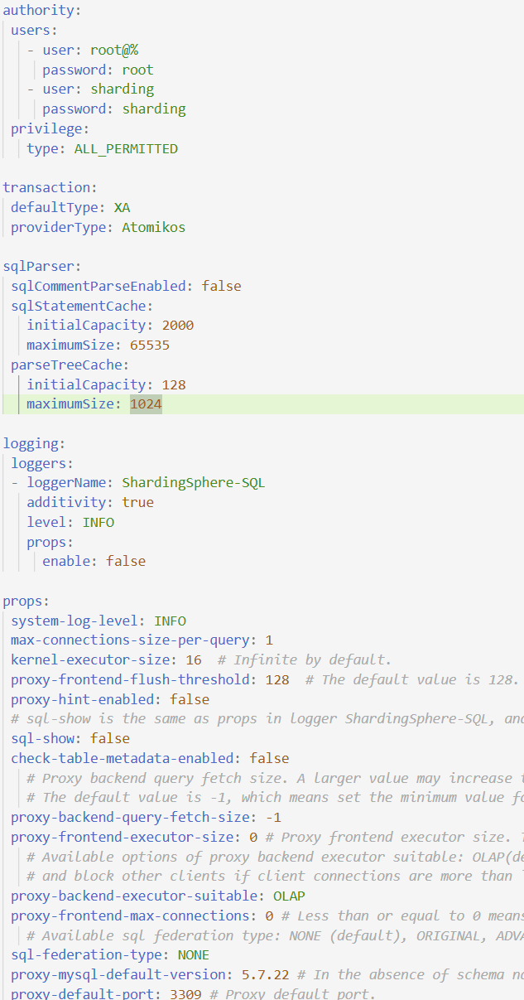 authority:
users:
- user: root@%
password: root
- user: sharding
password: sharding
privilege:
type: ALL_PERMITTED
transaction:
defaultType: XA
providerType: Atomikos
sqlParser:
sqlCommentParseEnabled: false
sqlStatementCache:
initialCapacity: 2000
maximumSize: 65535
parseTreeCache:
initialCapacity: 128
maximumSize: 1024
logging:
loggers:
- loggerName: ShardingSphere-SQL
additivity: true
level: INFO
props:
enable: false
props:
system-log-level: INFO
max-connections-size-per-query: 1
kernel-executor-size: 16  # Infinite by default.
proxy-frontend-flush-threshold: 128  # The default value is 128.
proxy-hint-enabled: false
# sql-show is the same as props in logger ShardingSphere-SQL, and
sql-show: false
check-table-metadata-enabled: false
# Proxy backend query fetch size. A larger value may increase
# The default value is -1, which means set the minimum value
proxy-backend-query-fetch-size: -1
proxy-frontend-executor-size: 0 # Proxy frontend executor size.
# Available options of proxy backend executor suitable: OLAP(de
# and block other clients if client connections are more than
proxy-backend-executor-suitable: OLAP
proxy-frontend-max-connections: 0 # Less than or equal to 0 means
# Available sql federation type: NONE (default), ORIGINAL, ADVA
sql-federation-type: NONE
proxy-mysql-default-version: 5.7.22 # In the absence of schema
proxy-default-port: 3309 # Proxy default port.